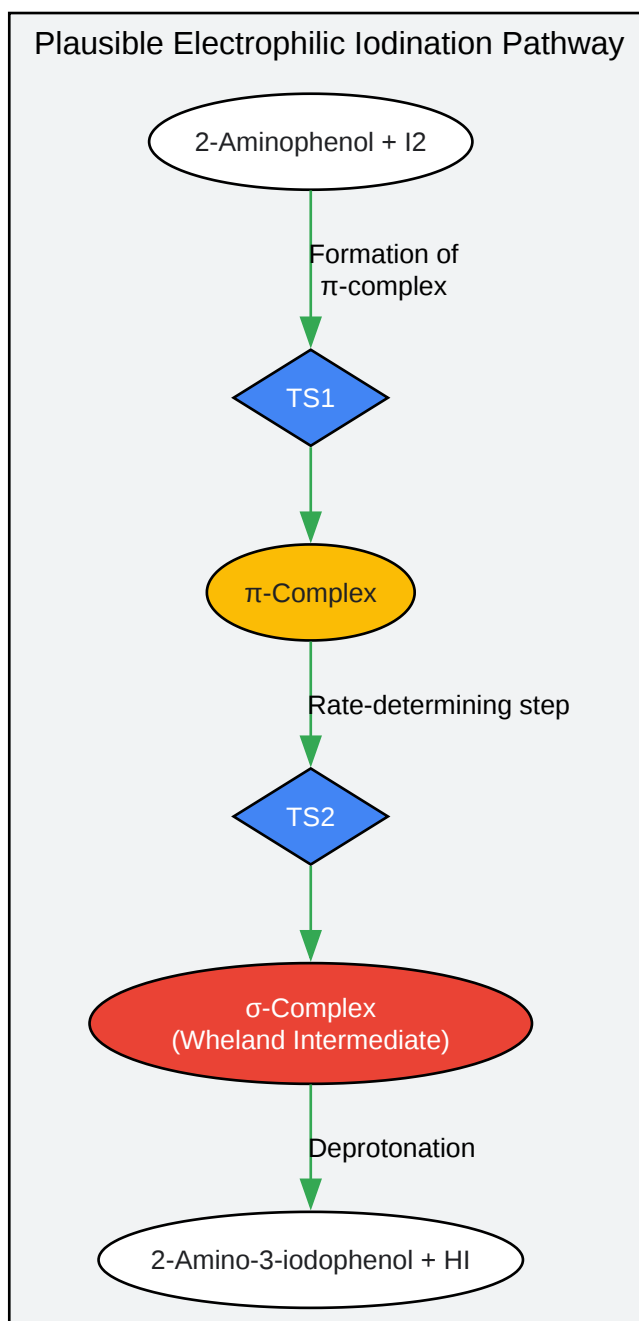 Plausible Electrophilic Iodination Pathway
2-Aminophenol + I2
Formation of
π-complex
TS1
π-Complex
Rate-determining step
TS2
σ-Complex
(Wheland Intermediate)
Deprotonation
2-Amino-3-iodophenol + HI